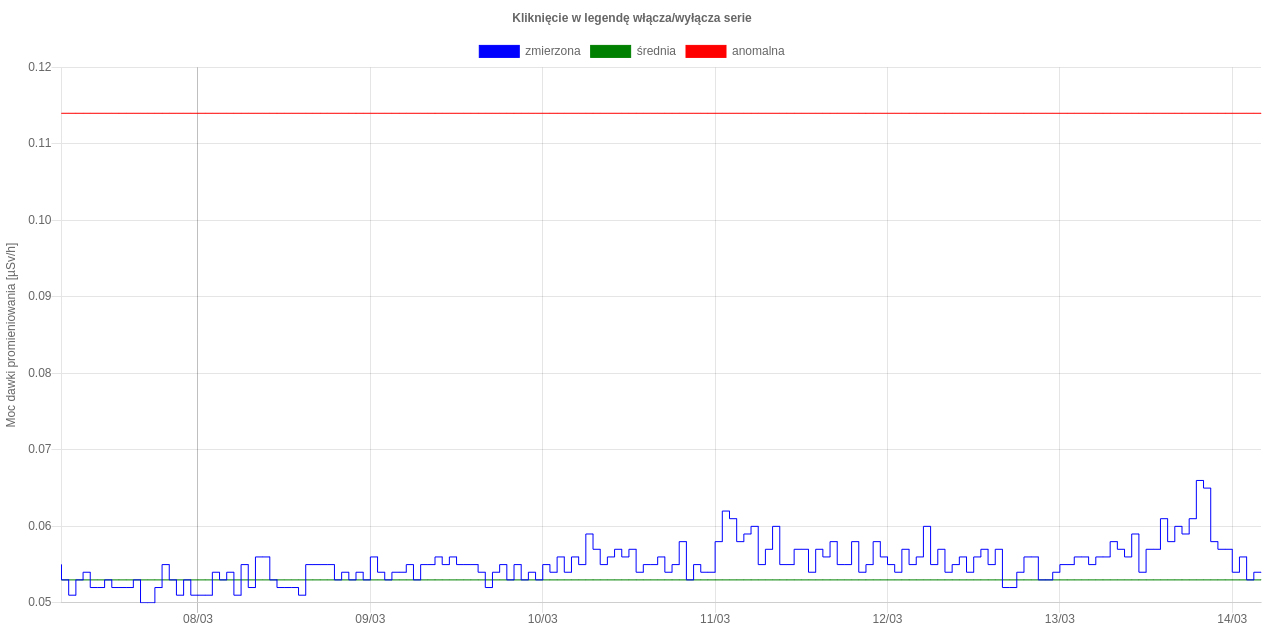 Kliknięcie w legendę włącza/wyłącza serie
zmierzona średnia anomalna
Moc dawki promieniowania [µSv/h]
0.12
0.11
0.10
0.09
0.08
0.07
0.06
0.05
08/03 09/03 10/03 11/03 12/03 13/03 14/03